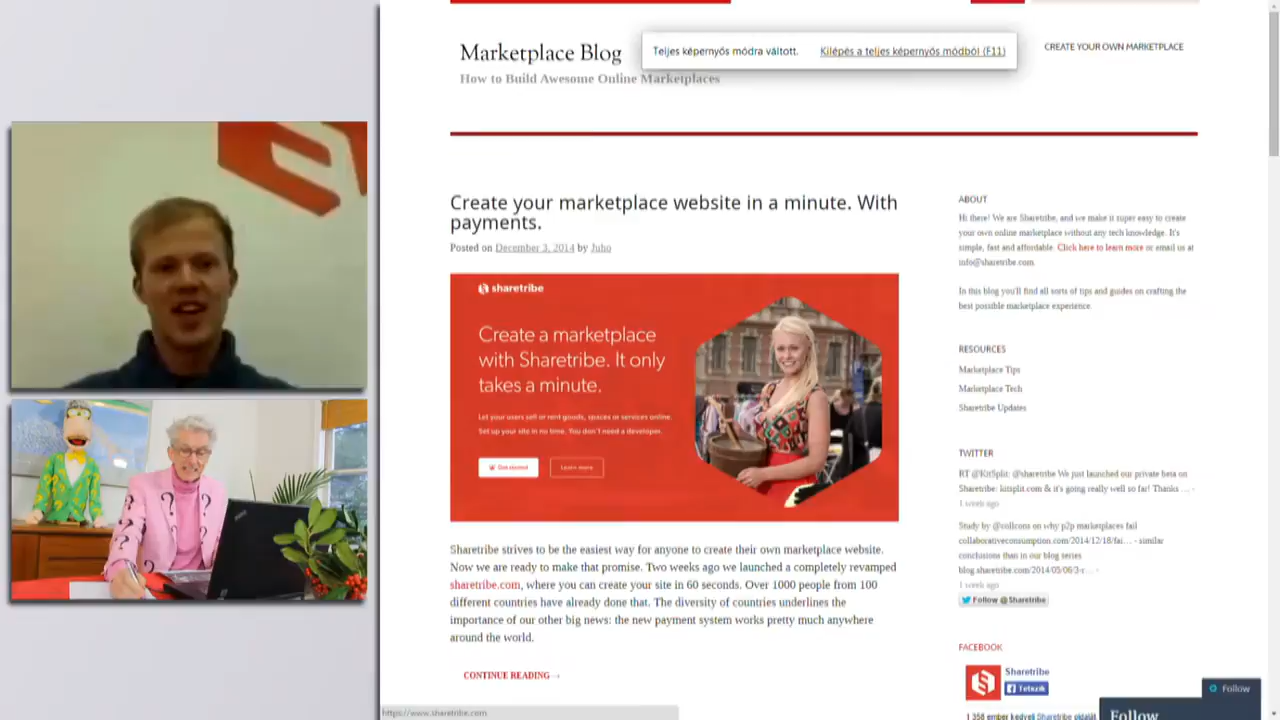 Marketplace Blog
How to Build Awesome Online Marketplaces
Teljes képernyős módra váltott. Kilépés a teljes képernyős módból (F11)
CREATE YOUR OWN MARKETPLACE
Create your marketplace website in a minute. With
payments.
Posted on December 3, 2014 by Juho
sharetribe
Create a marketplace
with Sharetribe. It only
takes a minute.
Let your users sell or rent goods, spaces or services online.
Set up your site in no time. You don't need a developer.
Get started
Learn more
Sharetribe strives to be the easiest way for anyone to create their own marketplace website.
Now we are ready to make that promise. Two weeks ago we launched a completely revamped
sharetribe.com, where you can create your site in 60 seconds. Over 1000 people from 100
different countries have already done that. The diversity of countries underlines the
importance of our other big news: the new payment system works pretty much anywhere
around the world.
CONTINUE READING →
https://www.sharetribe.com
ABOUT
Hi there! We are Sharetribe, and we make it super easy to create
your own online marketplace without any tech knowledge. It's
simple, fast and affordable. Click here to learn more or email us at
info@sharetribe.com.
In this blog you'll find all sorts of tips and guides on crafting the
best possible marketplace experience.
RESOURCES
Marketplace Tips
Marketplace Tech
Sharetribe Updates
TWITTER
RT @KitSplit: @sharetribe We just launched our private beta on
Sharetribe: kitsplit.com & it's going really well so far! Thanks … -
1 week ago
Study by @collcons on why p2p marketplaces fail
collaborativeconsumption.com/2014/12/18/fai… - similar
conclusions than in our blog series
blog.sharetribe.com/2014/05/06/3-r… -
1 week ago
Follow @Sharetribe
FACEBOOK
Sharetribe
Tetszik
1 358 ember kedveli Sharetribe oldalát
Follow
Follow